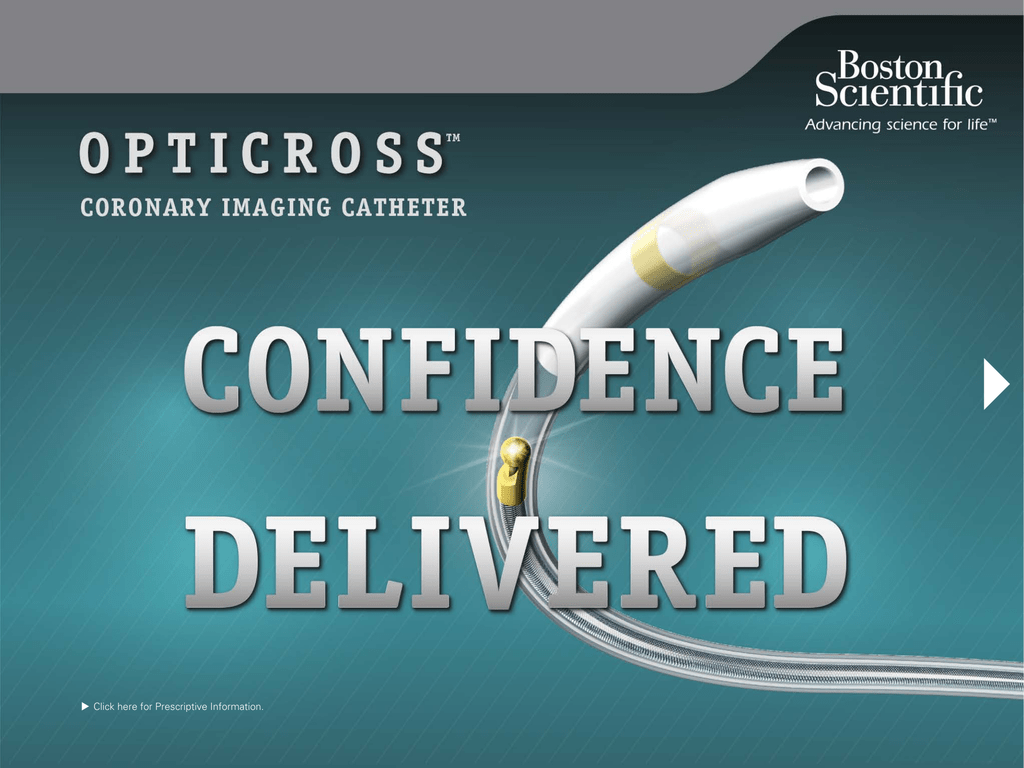 Boston
Scientific
Advancing science for life™
OPTICROSS™
CORONARY IMAGING CATHETER
CONFIDENCE
DELIVERED
▶ Click here for Prescriptive Information.